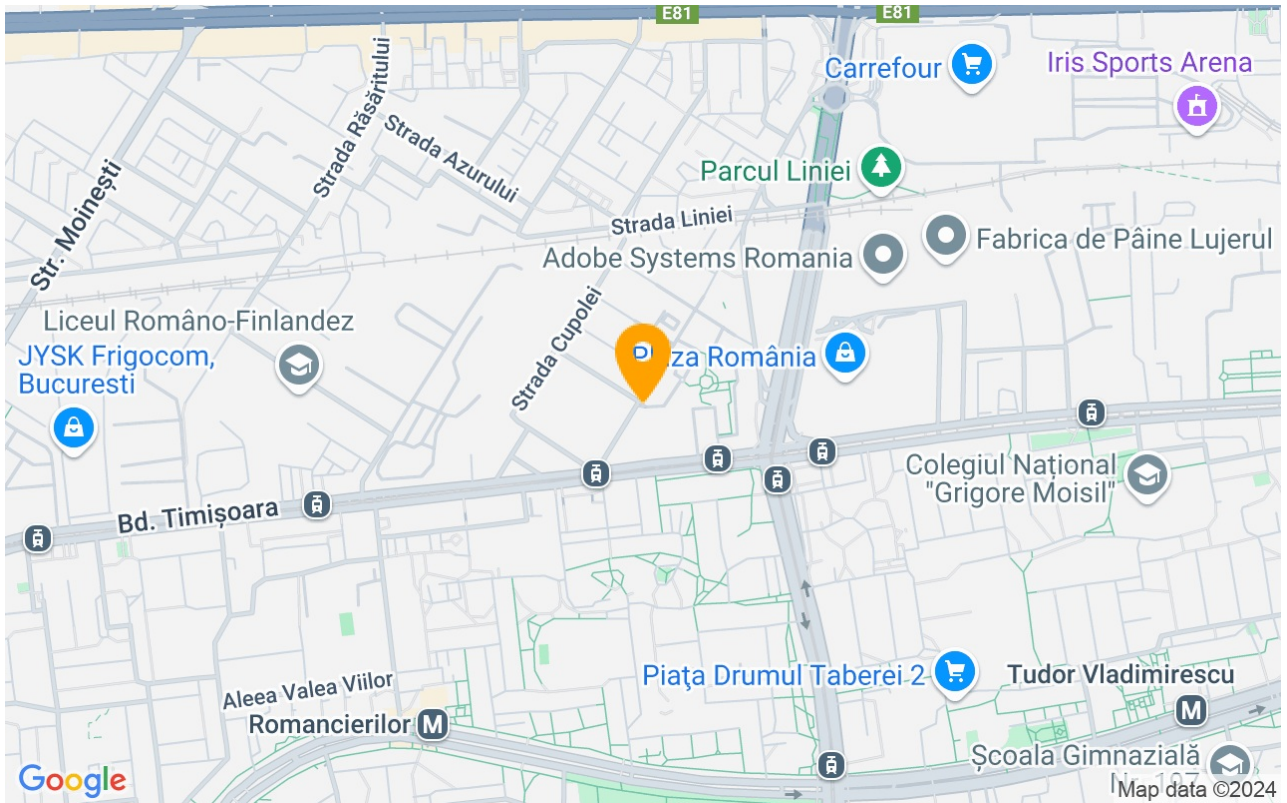 E81
E81
Carrefour
Iris Sports Arena
Strada Răsăritului
Strada Azurului
Str. Moinești
Parcul Liniei
Strada Liniei
Adobe Systems Romania
Fabrica de Pâine Lujerul
Strada Cupolei
Liceul Româno-Finlandez
JYSK Frigocom,
Bucuresti
România
Colegiul Național
"Grigore Moisil"
Bd. Timișoara
Aleea Valea Viilor
Romancierilor
M
Piaţa Drumul Taberei 2
Tudor Vladimirescu
M
Școala Gimnazială
Google
Map data ©2024